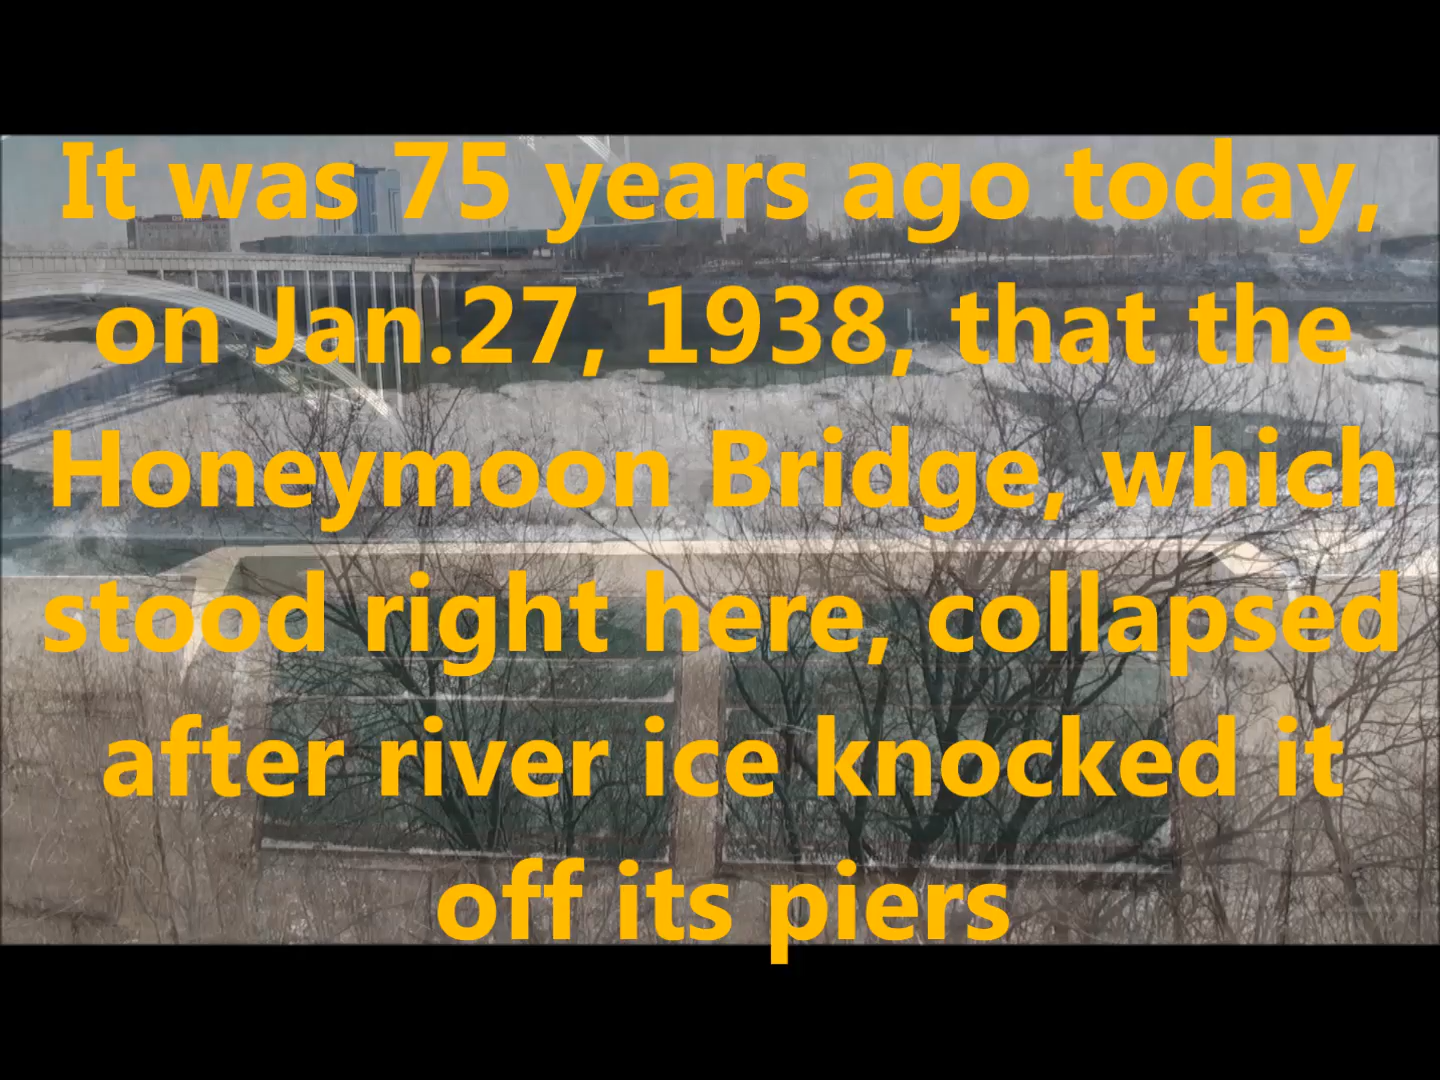 It was 75 years ago today,
on Jan.27, 1938, that the
Honeymoon Bridge, which
stood right here, collapsed
after river ice knocked it
off its piers